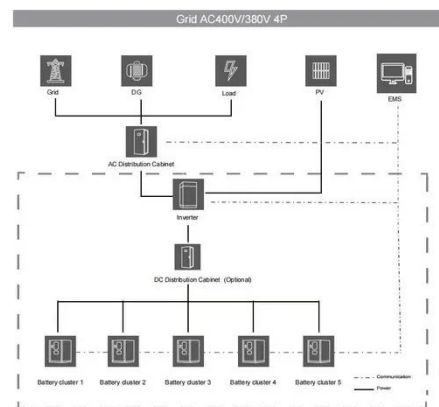 Grid AC400V/380V 4P
Grid
DG
Load
PV
EMS
AC Distribution Cabinet
Inverter
DC Distribution Cabinet (Optional)
Battery cluster 1
Battery cluster 2
Battery cluster 3
Battery cluster 4
Battery cluster 5
Communication
Power